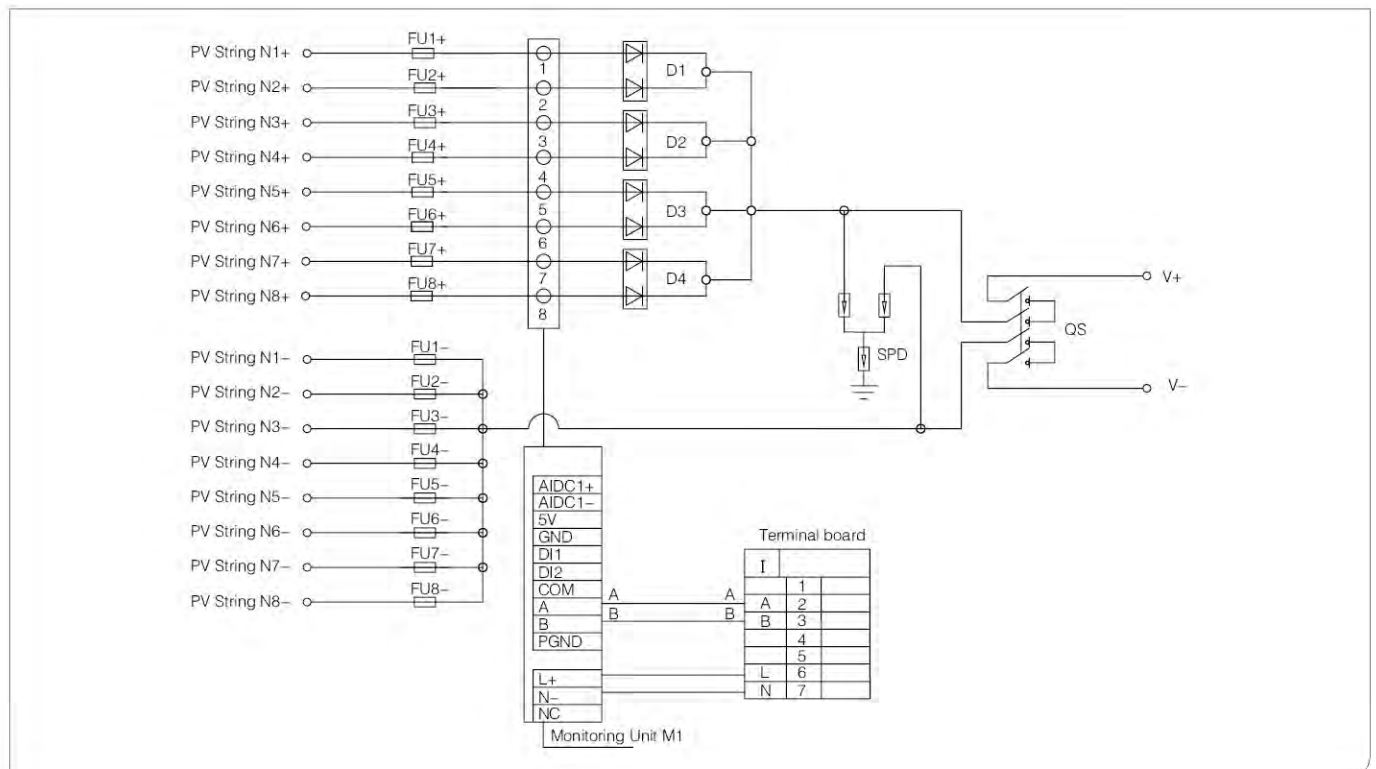 PV String N1+ FU1+
PV String N2+ FU2+
PV String N3+ FU3+
PV String N4+ FU4+
PV String N5+ FU5+
PV String N6+ FU6+
PV String N7+ FU7+
PV String N8+ FU8+
1
2
3
4
5
6
7
8
D1
D2
D3
D4
V+
QS
SPD
V–
PV String N1– FU1–
PV String N2– FU2–
PV String N3– FU3–
PV String N4– FU4–
PV String N5– FU5–
PV String N6– FU6–
PV String N7– FU7–
PV String N8– FU8–
AIDC1+
AIDC1–
5V
GND
DI1
DI2
COM
A
B
PGND
L+
N–
NC
A A
B B
Monitoring Unit M1
Terminal board
I
1
A 2
B 3
4
5
L 6
N 7